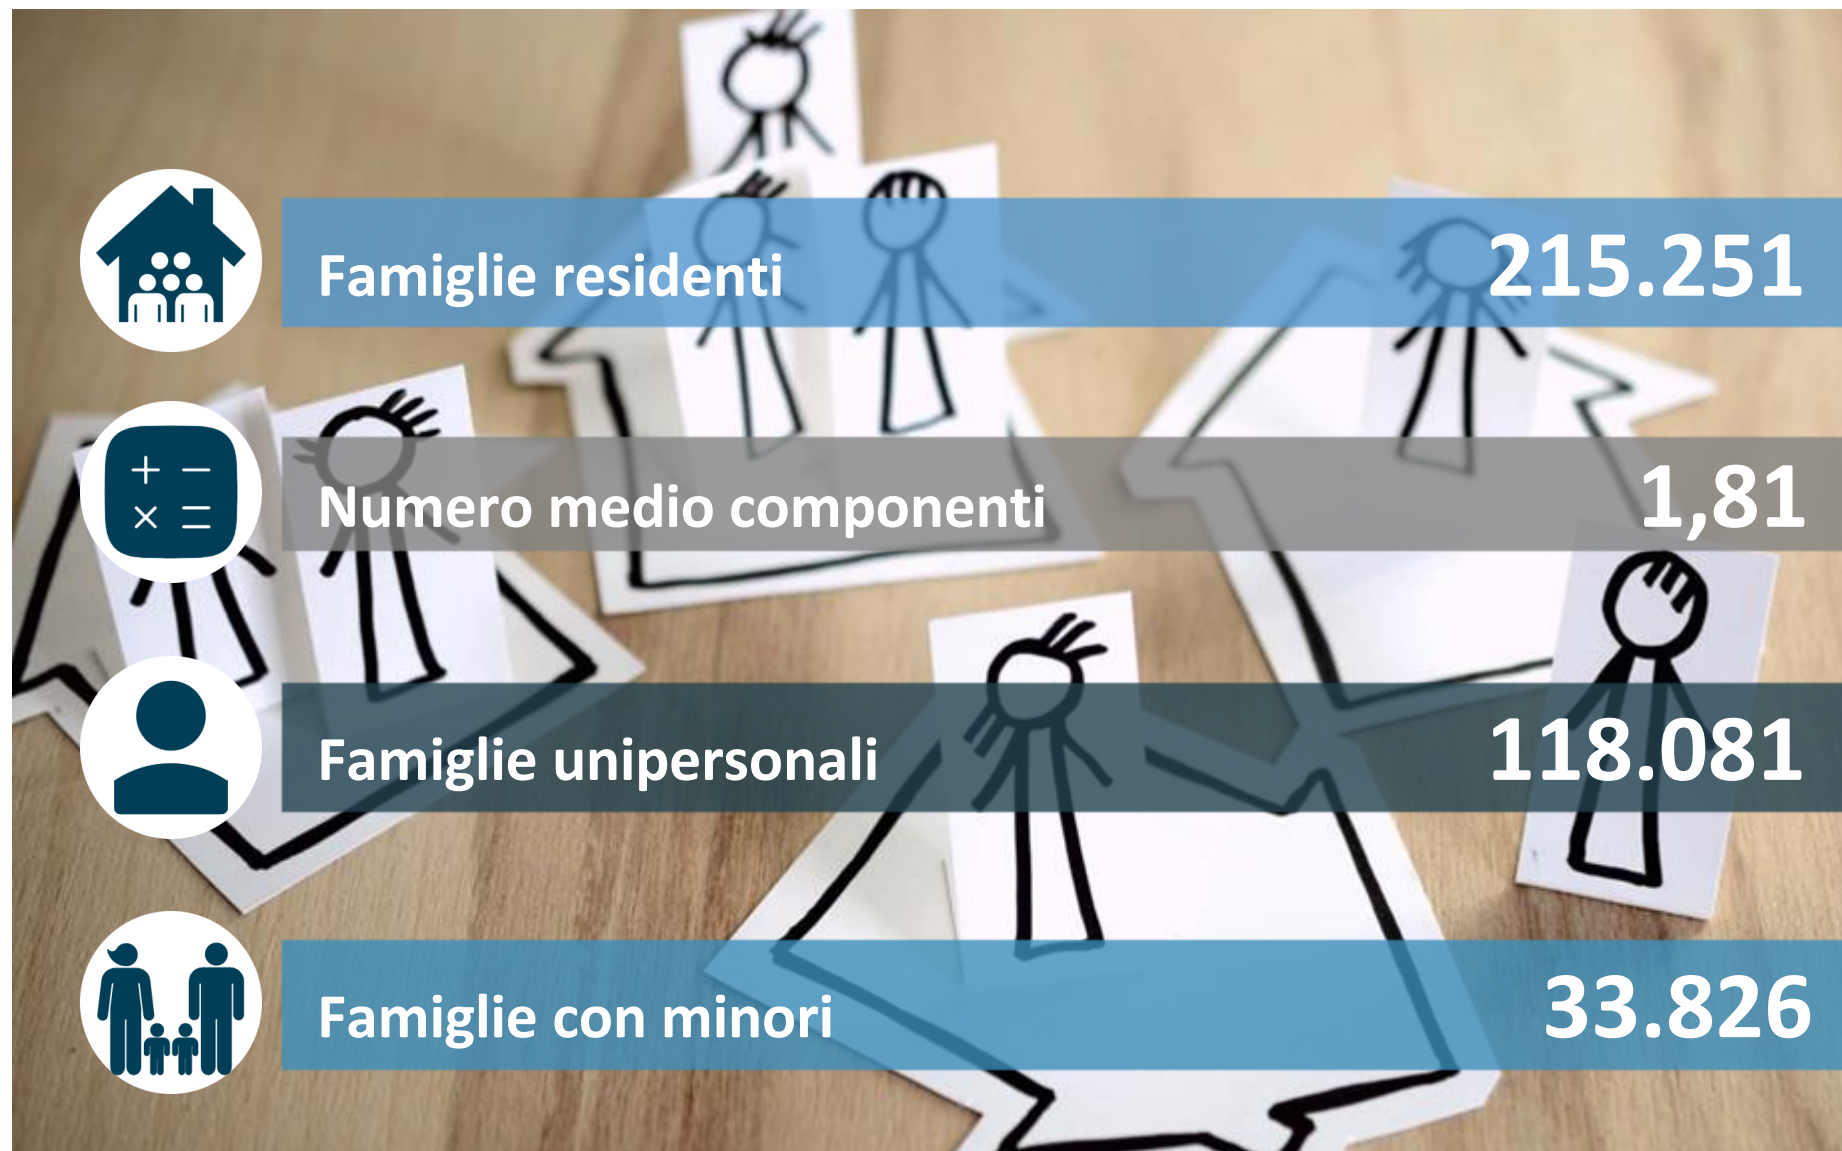 Famiglie residenti 215.251
Numero medio componenti 1,81
Famiglie unipersonali 118.081
Famiglie con minori 33.826